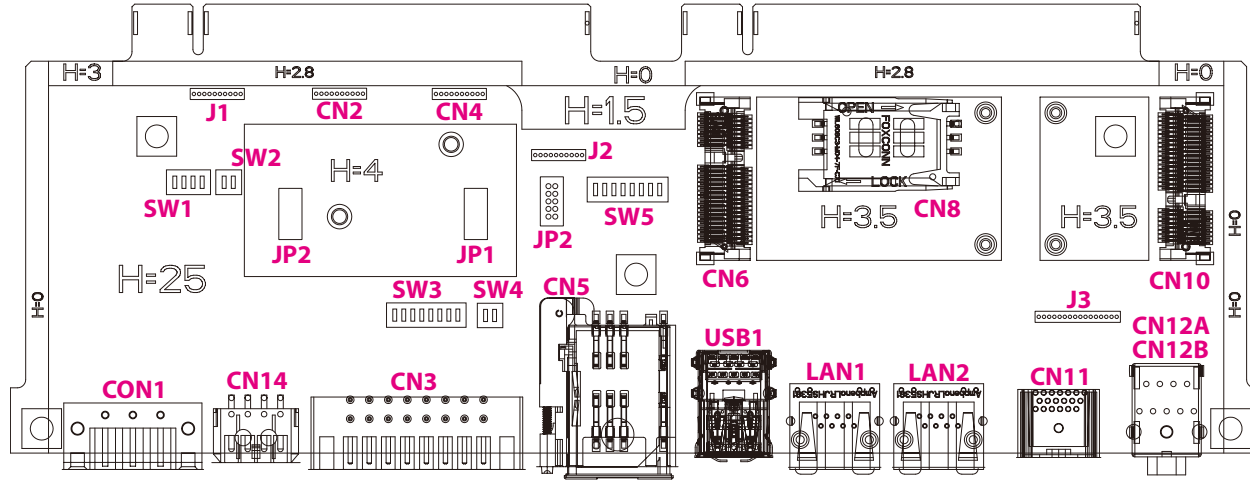 H=3
H=2.8
H=0
H=2.8
H=0
J1
CN2
CN4
H=1.5
OPEN
FOXCONN
LOCK
J2
SW2
H=4
SW1
SW5
CN8
H=3.5
H=3.5
JP2
JP1
JP2
H=0
H=25
CN6
CN10
CN5
SW3
SW4
H=0
J3
CN12A
CN12B
USB1
CON1
CN14
CN3
LAN1
LAN2
CN11